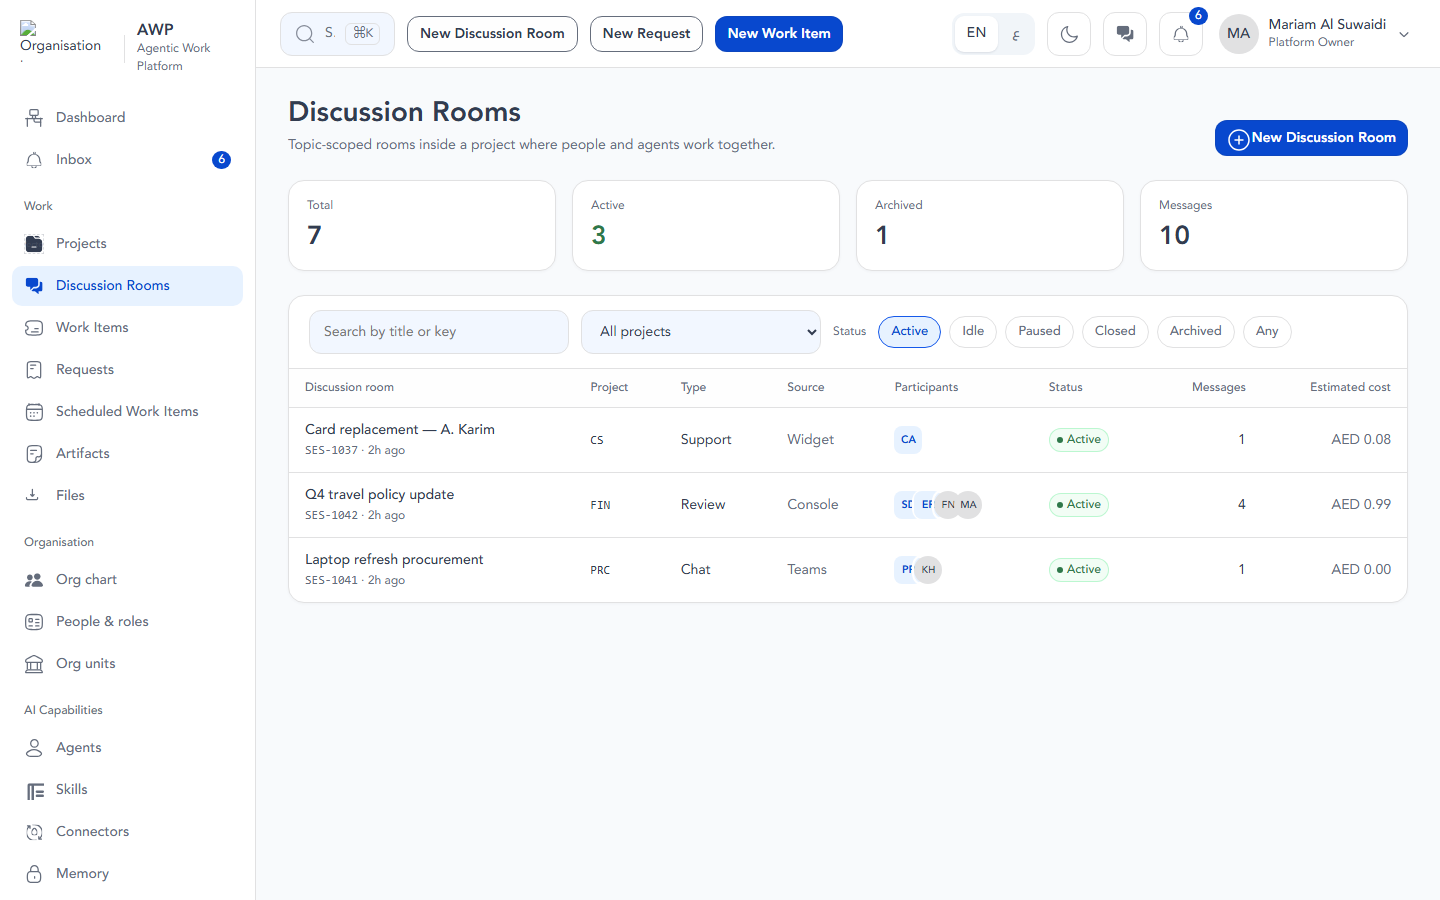 Organisation
.
AWP
Agentic Work
Platform
S.
⌘K
New Discussion Room
New Request
New Work Item
EN
ع
6
MA
Mariam Al Suwaidi
Platform Owner
Dashboard
Inbox
6
Work
Projects
Discussion Rooms
Work Items
Requests
Scheduled Work Items
Artifacts
Files
Organisation
Org chart
People & roles
Org units
AI Capabilities
Agents
Skills
Connectors
Memory
Discussion Rooms
Topic-scoped rooms inside a project where people and agents work together.
New Discussion Room
Total
7
Active
3
Archived
1
Messages
10
Search by title or key
All projects
Status
Active
Idle
Paused
Closed
Archived
Any
Discussion room Project Type Source Participants Status Messages Estimated cost
Card replacement — A. Karim
SES-1037 · 2h ago
CS Support Widget CA Active 1 AED 0.08
Q4 travel policy update
SES-1042 · 2h ago
FIN Review Console FN MA Active 4 AED 0.99
Laptop refresh procurement
SES-1041 · 2h ago
PRC Chat Teams KH Active 1 AED 0.00